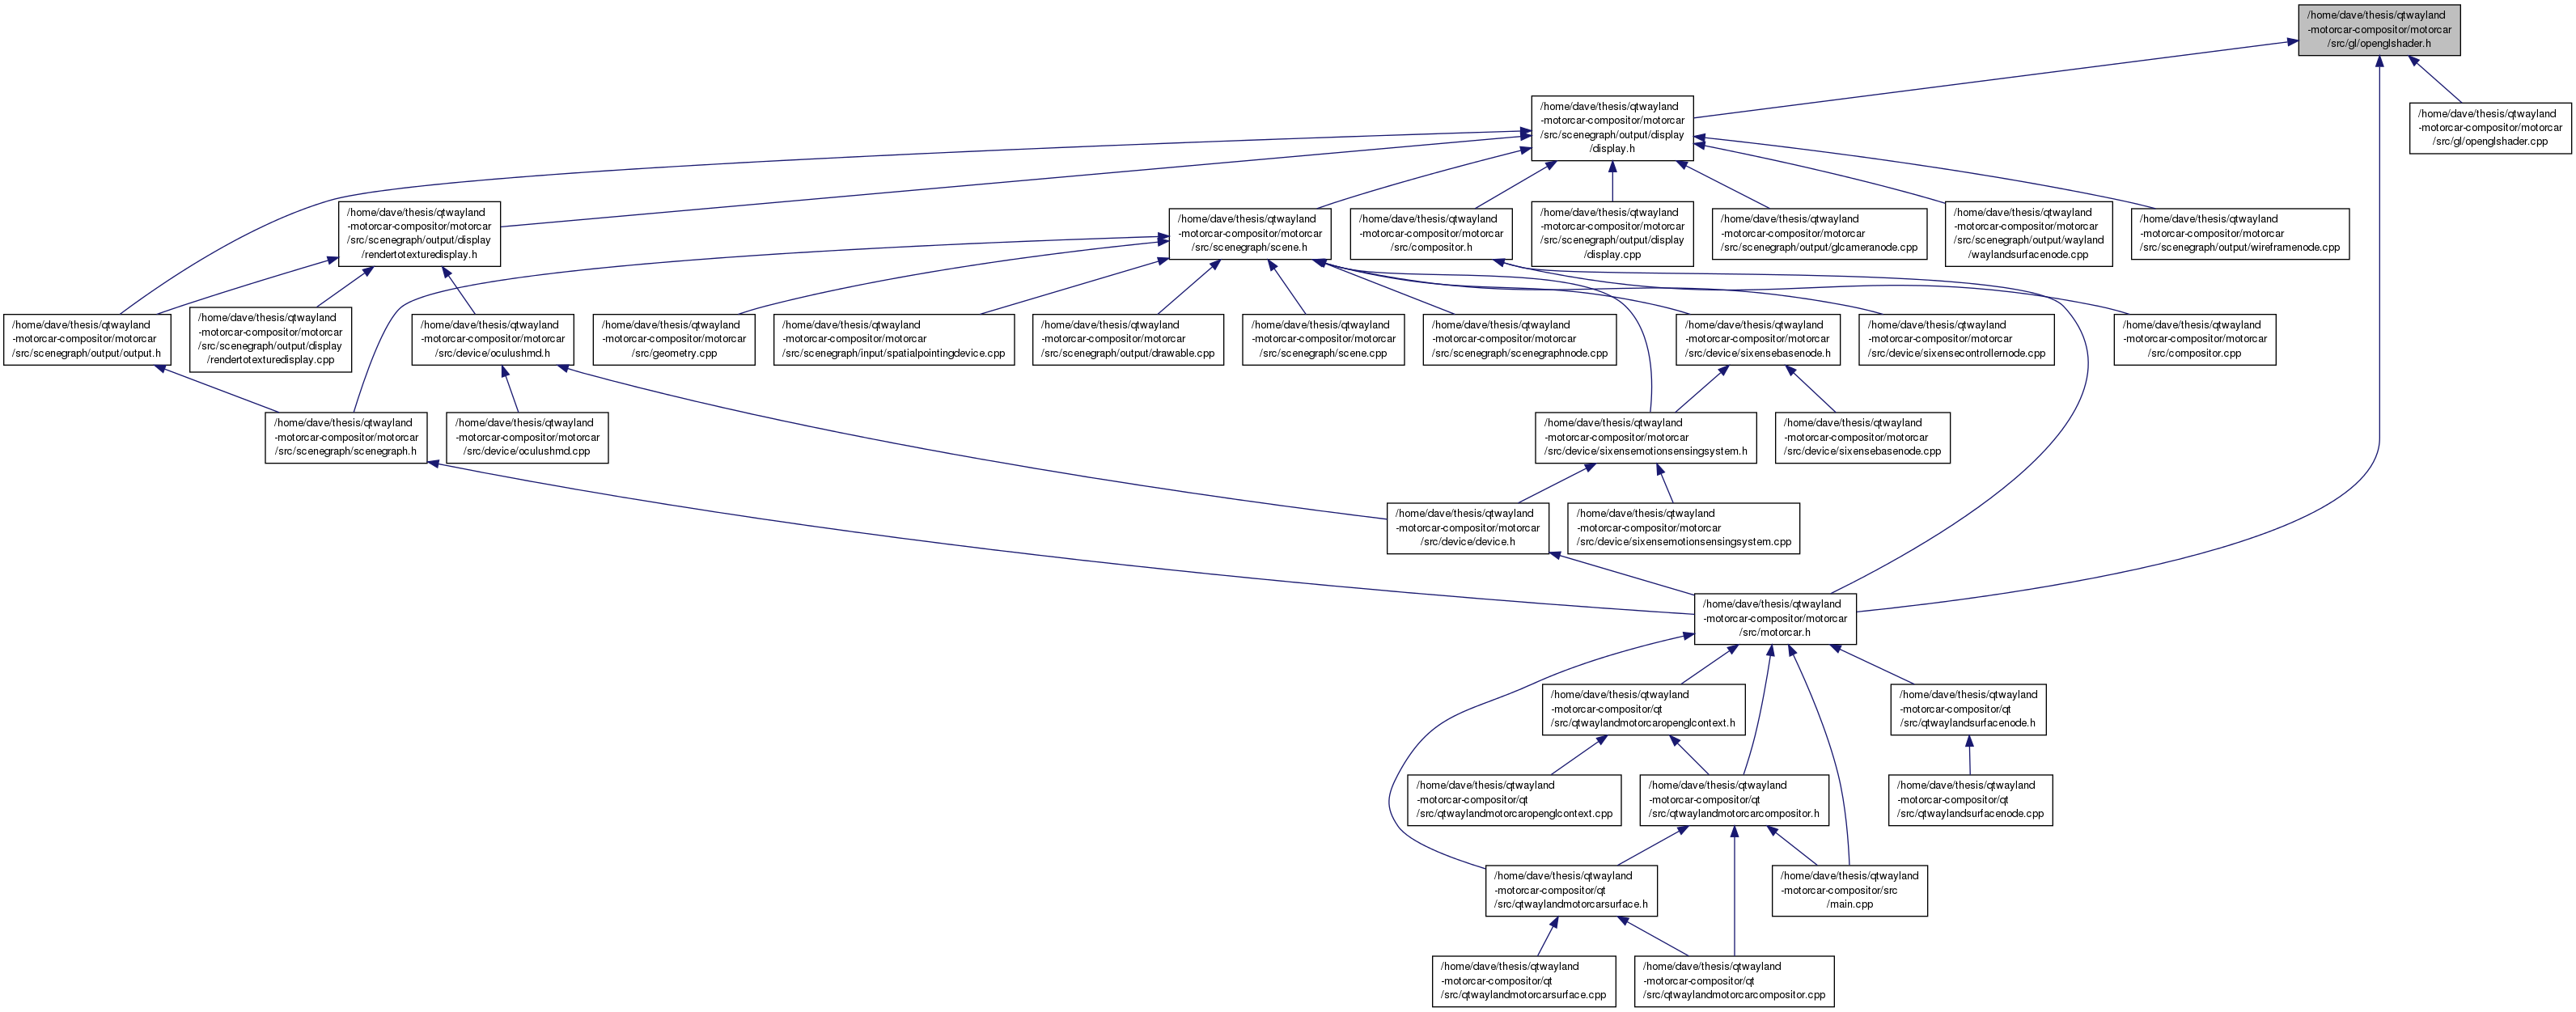 /home/dave/thesis/qtwayland
-motorcar-compositor/motorcar
/src/gl/openglshader.h
/home/dave/thesis/qtwayland
-motorcar-compositor/motorcar
/src/scenegraph/output/display
/display.h
/home/dave/thesis/qtwayland
-motorcar-compositor/motorcar
/src/gl/openglshader.cpp
/home/dave/thesis/qtwayland
-motorcar-compositor/motorcar
/src/scenegraph/output/display
/rendertotexturedisplay.h
/home/dave/thesis/qtwayland
-motorcar-compositor/motorcar
/src/scenegraph/scene.h
/home/dave/thesis/qtwayland
-motorcar-compositor/motorcar
/src/compositor.h
/home/dave/thesis/qtwayland
-motorcar-compositor/motorcar
/src/scenegraph/output/display
/display.cpp
/home/dave/thesis/qtwayland
-motorcar-compositor/motorcar
/src/scenegraph/output/glcameranode.cpp
/home/dave/thesis/qtwayland
-motorcar-compositor/motorcar
/src/scenegraph/output/wayland
/waylandsurfacenode.cpp
/home/dave/thesis/qtwayland
-motorcar-compositor/motorcar
/src/scenegraph/output/wireframenode.cpp
/home/dave/thesis/qtwayland
-motorcar-compositor/motorcar
/src/scenegraph/output/output.h
/home/dave/thesis/qtwayland
-motorcar-compositor/motorcar
/src/scenegraph/output/display
/rendertotexturedisplay.cpp
/home/dave/thesis/qtwayland
-motorcar-compositor/motorcar
/src/device/oculushmd.h
/home/dave/thesis/qtwayland
-motorcar-compositor/motorcar
/src/geometry.cpp
/home/dave/thesis/qtwayland
-motorcar-compositor/motorcar
/src/scenegraph/input/spatialpointingdevice.cpp
/home/dave/thesis/qtwayland
-motorcar-compositor/motorcar
/src/scenegraph/output/drawable.cpp
/home/dave/thesis/qtwayland
-motorcar-compositor/motorcar
/src/scenegraph/scene.cpp
/home/dave/thesis/qtwayland
-motorcar-compositor/motorcar
/src/scenegraph/scenegraphnode.cpp
/home/dave/thesis/qtwayland
-motorcar-compositor/motorcar
/src/device/sixensebasenode.h
/home/dave/thesis/qtwayland
-motorcar-compositor/motorcar
/src/device/sixensecontrollernode.cpp
/home/dave/thesis/qtwayland
-motorcar-compositor/motorcar
/src/compositor.cpp
/home/dave/thesis/qtwayland
-motorcar-compositor/motorcar
/src/scenegraph/scenegraph.h
/home/dave/thesis/qtwayland
-motorcar-compositor/motorcar
/src/device/oculushmd.cpp
/home/dave/thesis/qtwayland
-motorcar-compositor/motorcar
/src/device/sixensemotionsensingsystem.h
/home/dave/thesis/qtwayland
-motorcar-compositor/motorcar
/src/device/sixensebasenode.cpp
/home/dave/thesis/qtwayland
-motorcar-compositor/motorcar
/src/device/device.h
/home/dave/thesis/qtwayland
-motorcar-compositor/motorcar
/src/device/sixensemotionsensingsystem.cpp
/home/dave/thesis/qtwayland
-motorcar-compositor/motorcar
/src/motorcar.h
/home/dave/thesis/qtwayland
-motorcar-compositor/qt
/src/qtwaylandmotorcaropenglcontext.h
/home/dave/thesis/qtwayland
-motorcar-compositor/qt
/src/qtwaylandsurfacenode.h
/home/dave/thesis/qtwayland
-motorcar-compositor/qt
/src/qtwaylandmotorcaropenglcontext.cpp
/home/dave/thesis/qtwayland
-motorcar-compositor/qt
/src/qtwaylandmotorcarcompositor.h
/home/dave/thesis/qtwayland
-motorcar-compositor/qt
/src/qtwaylandsurfacenode.cpp
/home/dave/thesis/qtwayland
-motorcar-compositor/qt
/src/qtwaylandmotorcarsurface.h
/home/dave/thesis/qtwayland
-motorcar-compositor/src
/main.cpp
/home/dave/thesis/qtwayland
-motorcar-compositor/qt
/src/qtwaylandmotorcarsurface.cpp
/home/dave/thesis/qtwayland
-motorcar-compositor/qt
/src/qtwaylandmotorcarcompositor.cpp